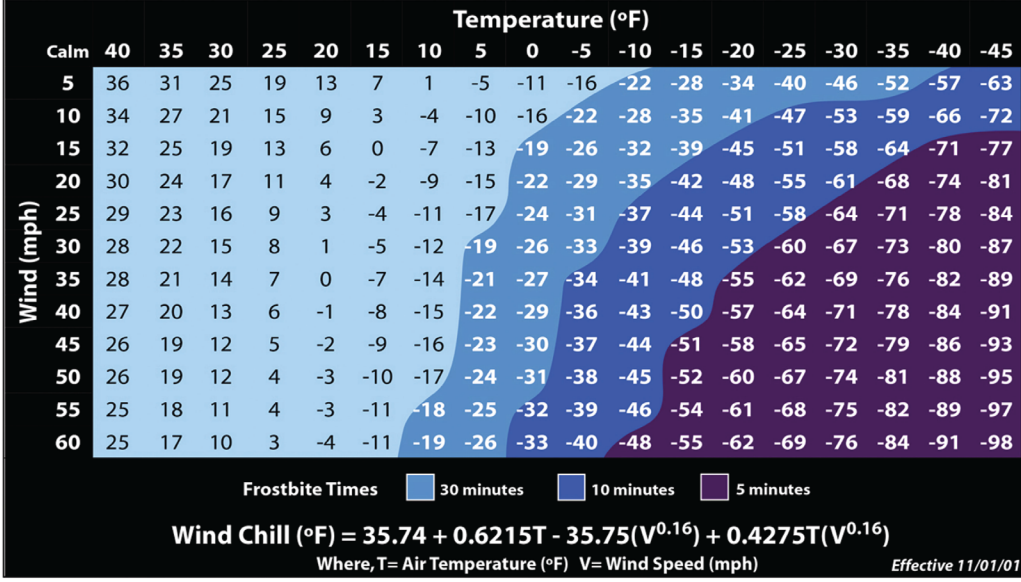 Temperature (ºF)
Calm 40 35 30 25 20 15 10 5 0 -5 -10 -15 -20 -25 -30 -35 -40 -45
5 36 31 25 19 13 7 1 -5 -11 -16 -22 -28 -34 -40 -46 -52 -57 -63
10 34 27 21 15 9 3 -4 -10 -16 -22 -28 -35 -41 -47 -53 -59 -66 -72
15 32 25 19 13 6 0 -7 -13 -19 -26 -32 -39 -45 -51 -58 -64 -71 -77
20 30 24 17 11 4 -2 -9 -15 -22 -29 -35 -42 -48 -55 -61 -68 -74 -81
25 29 23 16 9 3 -4 -11 -17 -24 -31 -37 -44 -51 -58 -64 -71 -78 -84
30 28 22 15 8 1 -5 -12 -19 -26 -33 -39 -46 -53 -60 -67 -73 -80 -87
35 28 21 14 7 0 -7 -14 -21 -27 -34 -41 -48 -55 -62 -69 -76 -82 -89
40 27 20 13 6 -1 -8 -15 -22 -29 -36 -43 -50 -57 -64 -71 -78 -84 -91
45 26 19 12 5 -2 -9 -16 -23 -30 -37 -44 -51 -58 -65 -72 -79 -86 -93
50 26 19 12 4 -3 -10 -17 -24 -31 -38 -45 -52 -60 -67 -74 -81 -88 -95
55 25 18 11 4 -3 -11 -18 -25 -32 -39 -46 -54 -61 -68 -75 -82 -89 -97
60 25 17 10 3 -4 -11 -19 -26 -33 -40 -48 -55 -62 -69 -76 -84 -91 -98
Wind (mph)
Frostbite Times 30 minutes 10 minutes 5 minutes
Wind Chill (ºF) = 35.74 + 0.6215T - 35.75(V^0.16) + 0.4275T(V^0.16)
Where, T= Air Temperature (ºF) V= Wind Speed (mph)
Effective 11/01/01